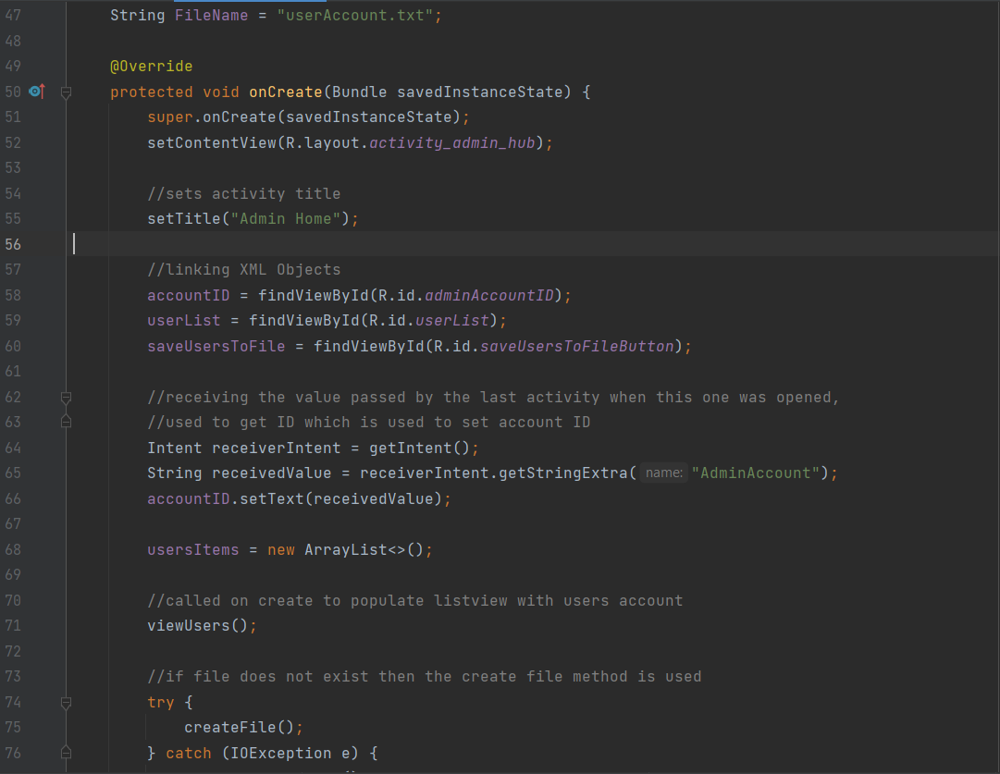 47 String FileName = "userAccount.txt";
48
49 @Override
50 protected void onCreate(Bundle savedInstanceState) {
51 super.onCreate(savedInstanceState);
52 setContentView(R.layout.activity_admin_hub);
53
54 //sets activity title
55 setTitle("Admin Home");
56
57 //linking XML Objects
58 accountID = findViewById(R.id.adminAccountID);
59 userList = findViewById(R.id.userList);
60 saveUsersToFile = findViewById(R.id.saveUsersToFileButton);
61
62 //receiving the value passed by the last activity when this one was opened,
63 //used to get ID which is used to set account ID
64 Intent receiverIntent = getIntent();
65 String receivedValue = receiverIntent.getStringExtra( name: "AdminAccount");
66 accountID.setText(receivedValue);
67
68 usersItems = new ArrayList<>();
69
70 //called on create to populate listview with users account
71 viewUsers();
72
73 //if file does not exist then the create file method is used
74 try {
75 createFile();
76 } catch (IOException e) {